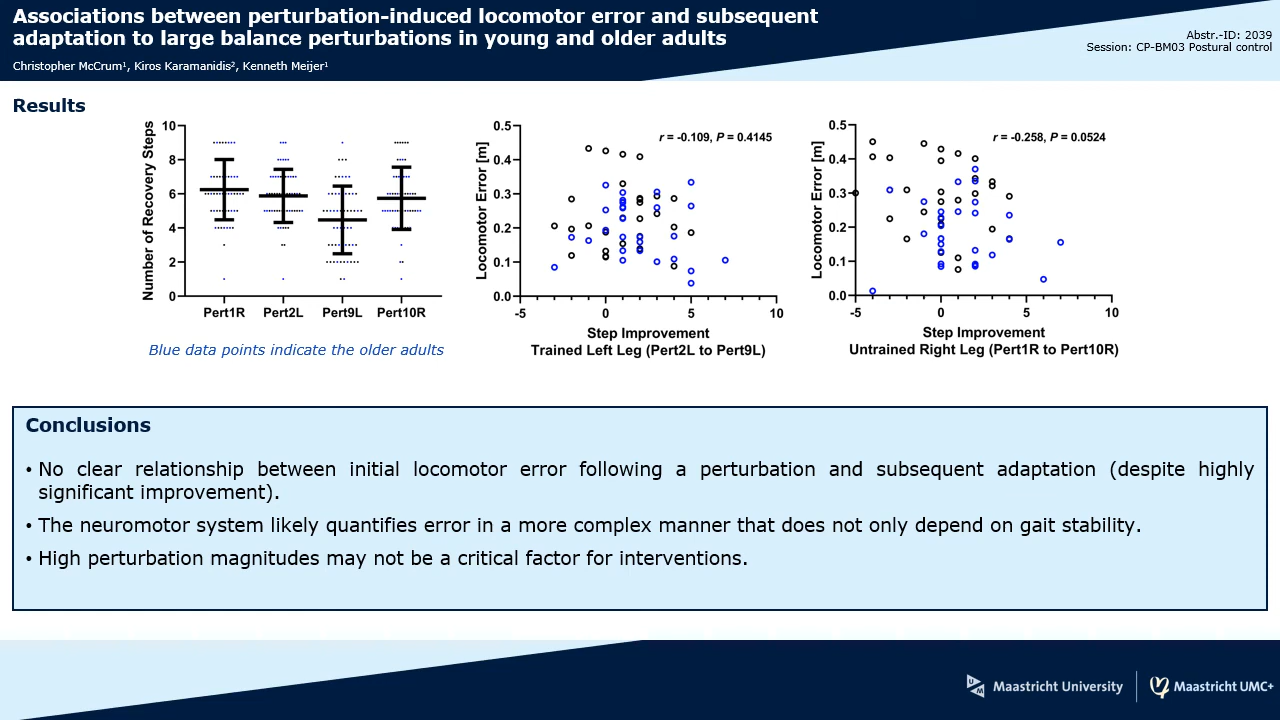 Associations between perturbation-induced locomotor error and subsequent
adaptation to large balance perturbations in young and older adults
Christopher McCrum¹, Kiros Karamanidis², Kenneth Meijer¹
Abstr.-ID: 2039
Session: CP-BM03 Postural control
Results
Number of Recovery Steps
10
8
6
4
2
0
Pert1R Pert2L Pert9L Pert10R
Blue data points indicate the older adults
Locomotor Error [m]
0.5
0.4
0.3
0.2
0.1
0.0
r = -0.109, P = 0.4145
-5 0 5 10
Step Improvement
Trained Left Leg (Pert2L to Pert9L)
Locomotor Error [m]
0.5
0.4
0.3
0.2
0.1
0.0
r = -0.258, P = 0.0524
-5 0 5 10
Step Improvement
Untrained Right Leg (Pert1R to Pert10R)
Conclusions
• No clear relationship between initial locomotor error following a perturbation and subsequent adaptation (despite highly
significant improvement).
• The neuromotor system likely quantifies error in a more complex manner that does not only depend on gait stability.
• High perturbation magnitudes may not be a critical factor for interventions.
Maastricht University
Maastricht UMC+